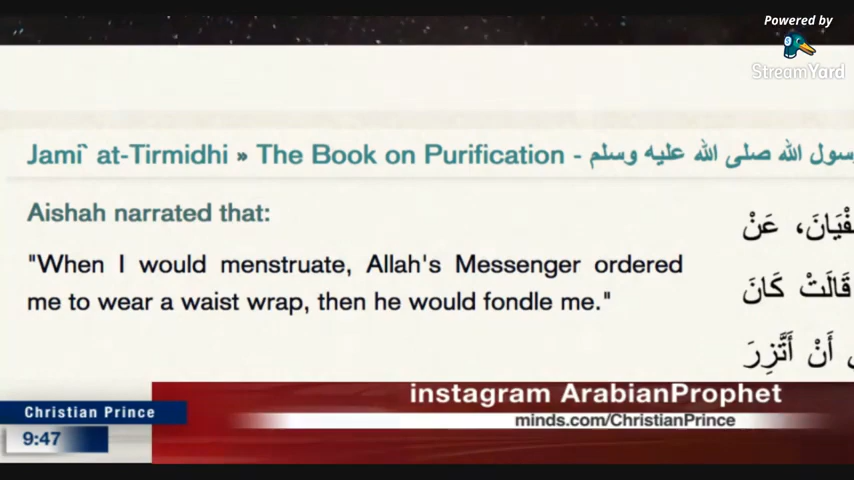 Powered by
StreamYard
Jami` at-Tirmidhi » The Book on Purification - سول الله صلى الله عليه وسلم
Aishah narrated that:
"When I would menstruate, Allah's Messenger ordered
me to wear a waist wrap, then he would fondle me."
فْيَانَ، عَنْ
قَالَتْ كَانَ
أَنْ أَتَّزِرَ
instagram ArabianProphet
Christian Prince
minds.com/ChristianPrince
9:47